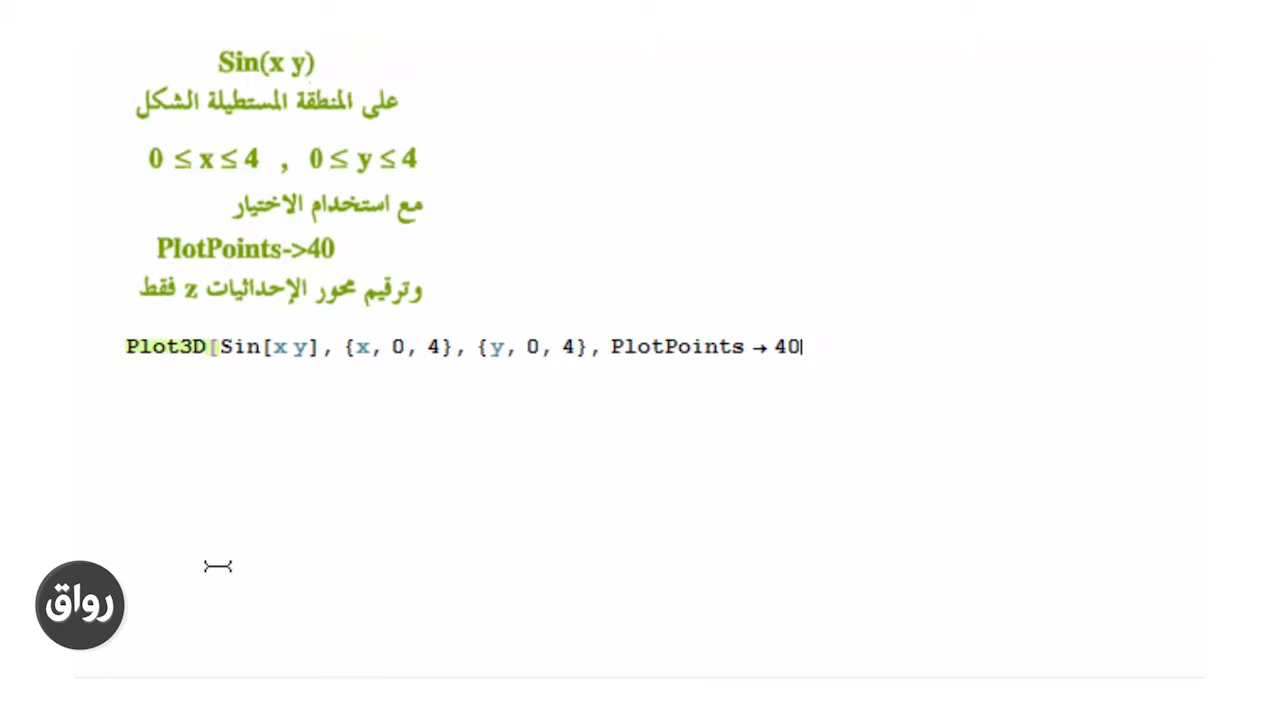 Sin(x y)
على المنطقة المستطيلة الشكل
0 ≤ x ≤ 4 , 0 ≤ y ≤ 4
مع استخدام الاختيار
PlotPoints->40
وترقيم محور الإحداثيات z فقط
Plot3D[Sin[x y], {x, 0, 4}, {y, 0, 4}, PlotPoints → 40
رواق